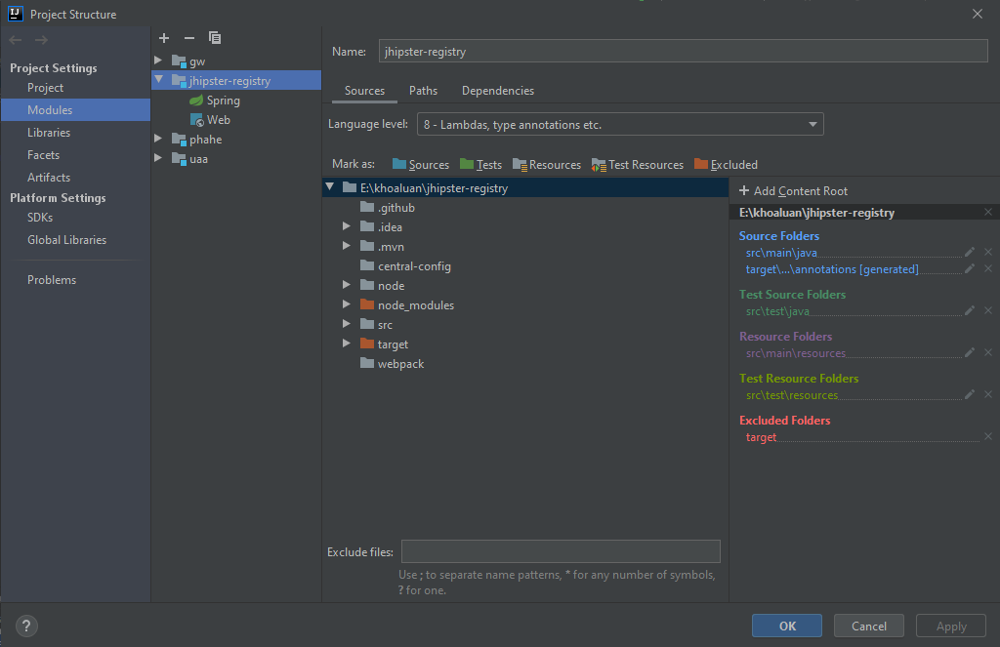 IJ Project Structure
Project Settings
Project
Modules
Libraries
Facets
Artifacts
Platform Settings
SDKs
Global Libraries
Problems
gw
jhipster-registry
Spring
Web
phahe
uaa
Name: jhipster-registry
Sources Paths Dependencies
Language level: 8 - Lambdas, type annotations etc.
Mark as: Sources Tests Resources Test Resources Excluded
E:\khoaluan\jhipster-registry
.github
.idea
.mvn
central-config
node
node_modules
src
target
webpack
Exclude files:
Use ; to separate name patterns, * for any number of symbols,
? for one.
+ Add Content Root
E:\khoaluan\jhipster-registry
Source Folders
src\main\java
target\...\annotations [generated]
Test Source Folders
src\test\java
Resource Folders
src\main\resources
Test Resource Folders
src\test\resources
Excluded Folders
target
?
OK Cancel Apply